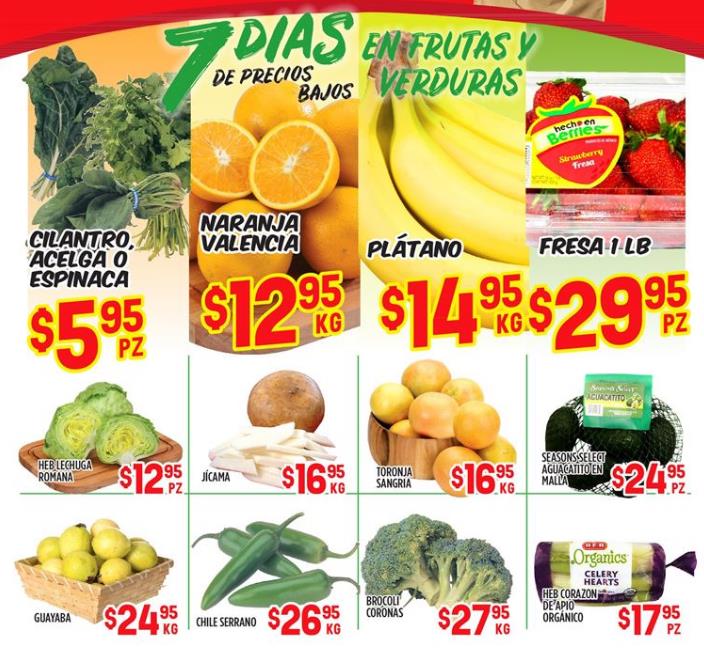 7 DIAS
DE PRECIOS
BAJOS
EN FRUTAS Y
VERDURAS
CILANTRO,
ACELGA O
ESPINACA
$5.95 PZ
NARANJA
VALENCIA
$12.95 KG
PLÁTANO
$14.95 KG
hecho en
Berries
Strawberry
Fresa
FRESA 1 LB
$29.95 PZ
HEB LECHUGA
ROMANA
$12.95 PZ
JÍCAMA
$16.95 KG
TORONJA
SANGRIA
$16.95 KG
Season's Select
AGUACATITO
SEASONS SELECT
AGUACATITO EN
MALLA
$24.95 PZ
GUAYABA
$24.95 KG
CHILE SERRANO
$26.95 KG
BROCOLI
CORONAS
$27.95 KG
HEB
Organics
CELERY
HEARTS
HEB CORAZON
DE APIO
ORGÁNICO
$17.95 PZ